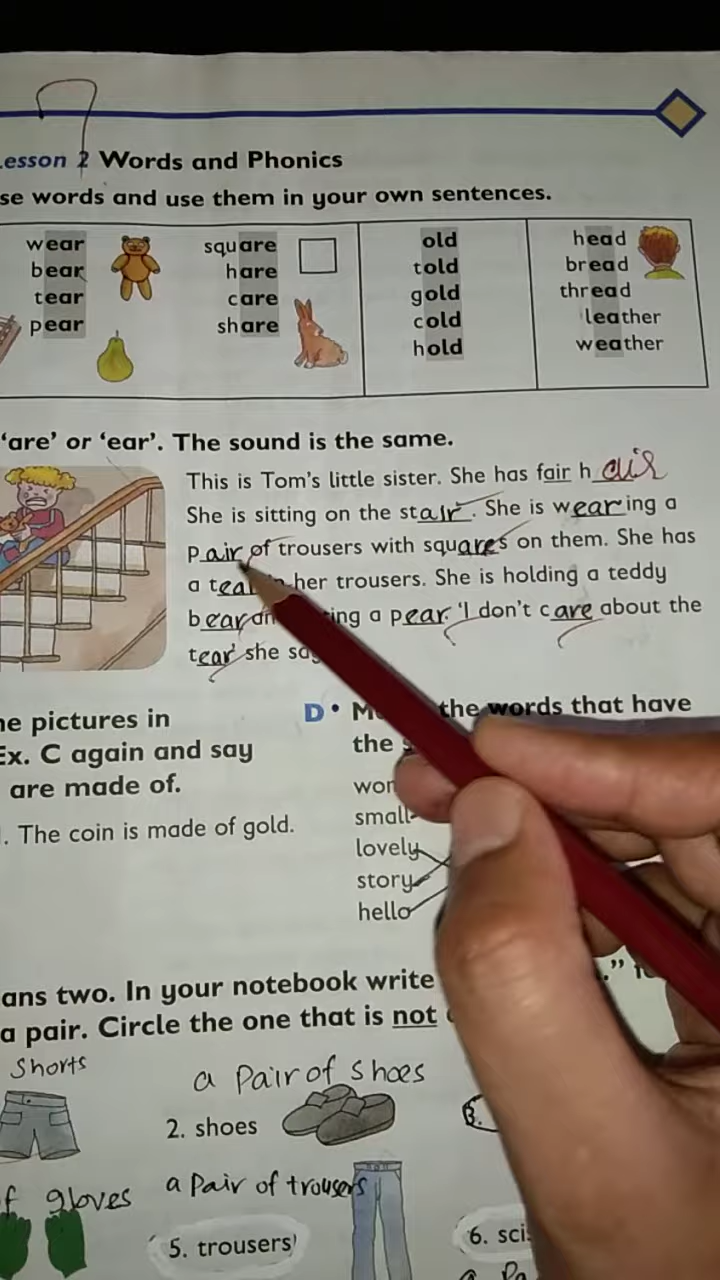 Lesson 2 Words and Phonics
se words and use them in your own sentences.
wear
bear
tear
pear
square
hare
care
share
old
told
gold
cold
hold
head
bread
thread
leather
weather
'are' or 'ear'. The sound is the same.
This is Tom's little sister. She has fair hair
She is sitting on the stair. She is wearing a
pair of trousers with squares on them. She has
a tear her trousers. She is holding a teddy
bear ing a pear. 'I don't care about the
tear' she
he pictures in
Ex. C again and say
are made of.
. The coin is made of gold.
D • the words that have
the
small
lovely
story
hello
ans two. In your notebook write
a pair. Circle the one that is not
Shorts
a Pair of Shoes
2. shoes
3.
f gloves
a Pair of trousers
5. trousers
6. sci
a Pa